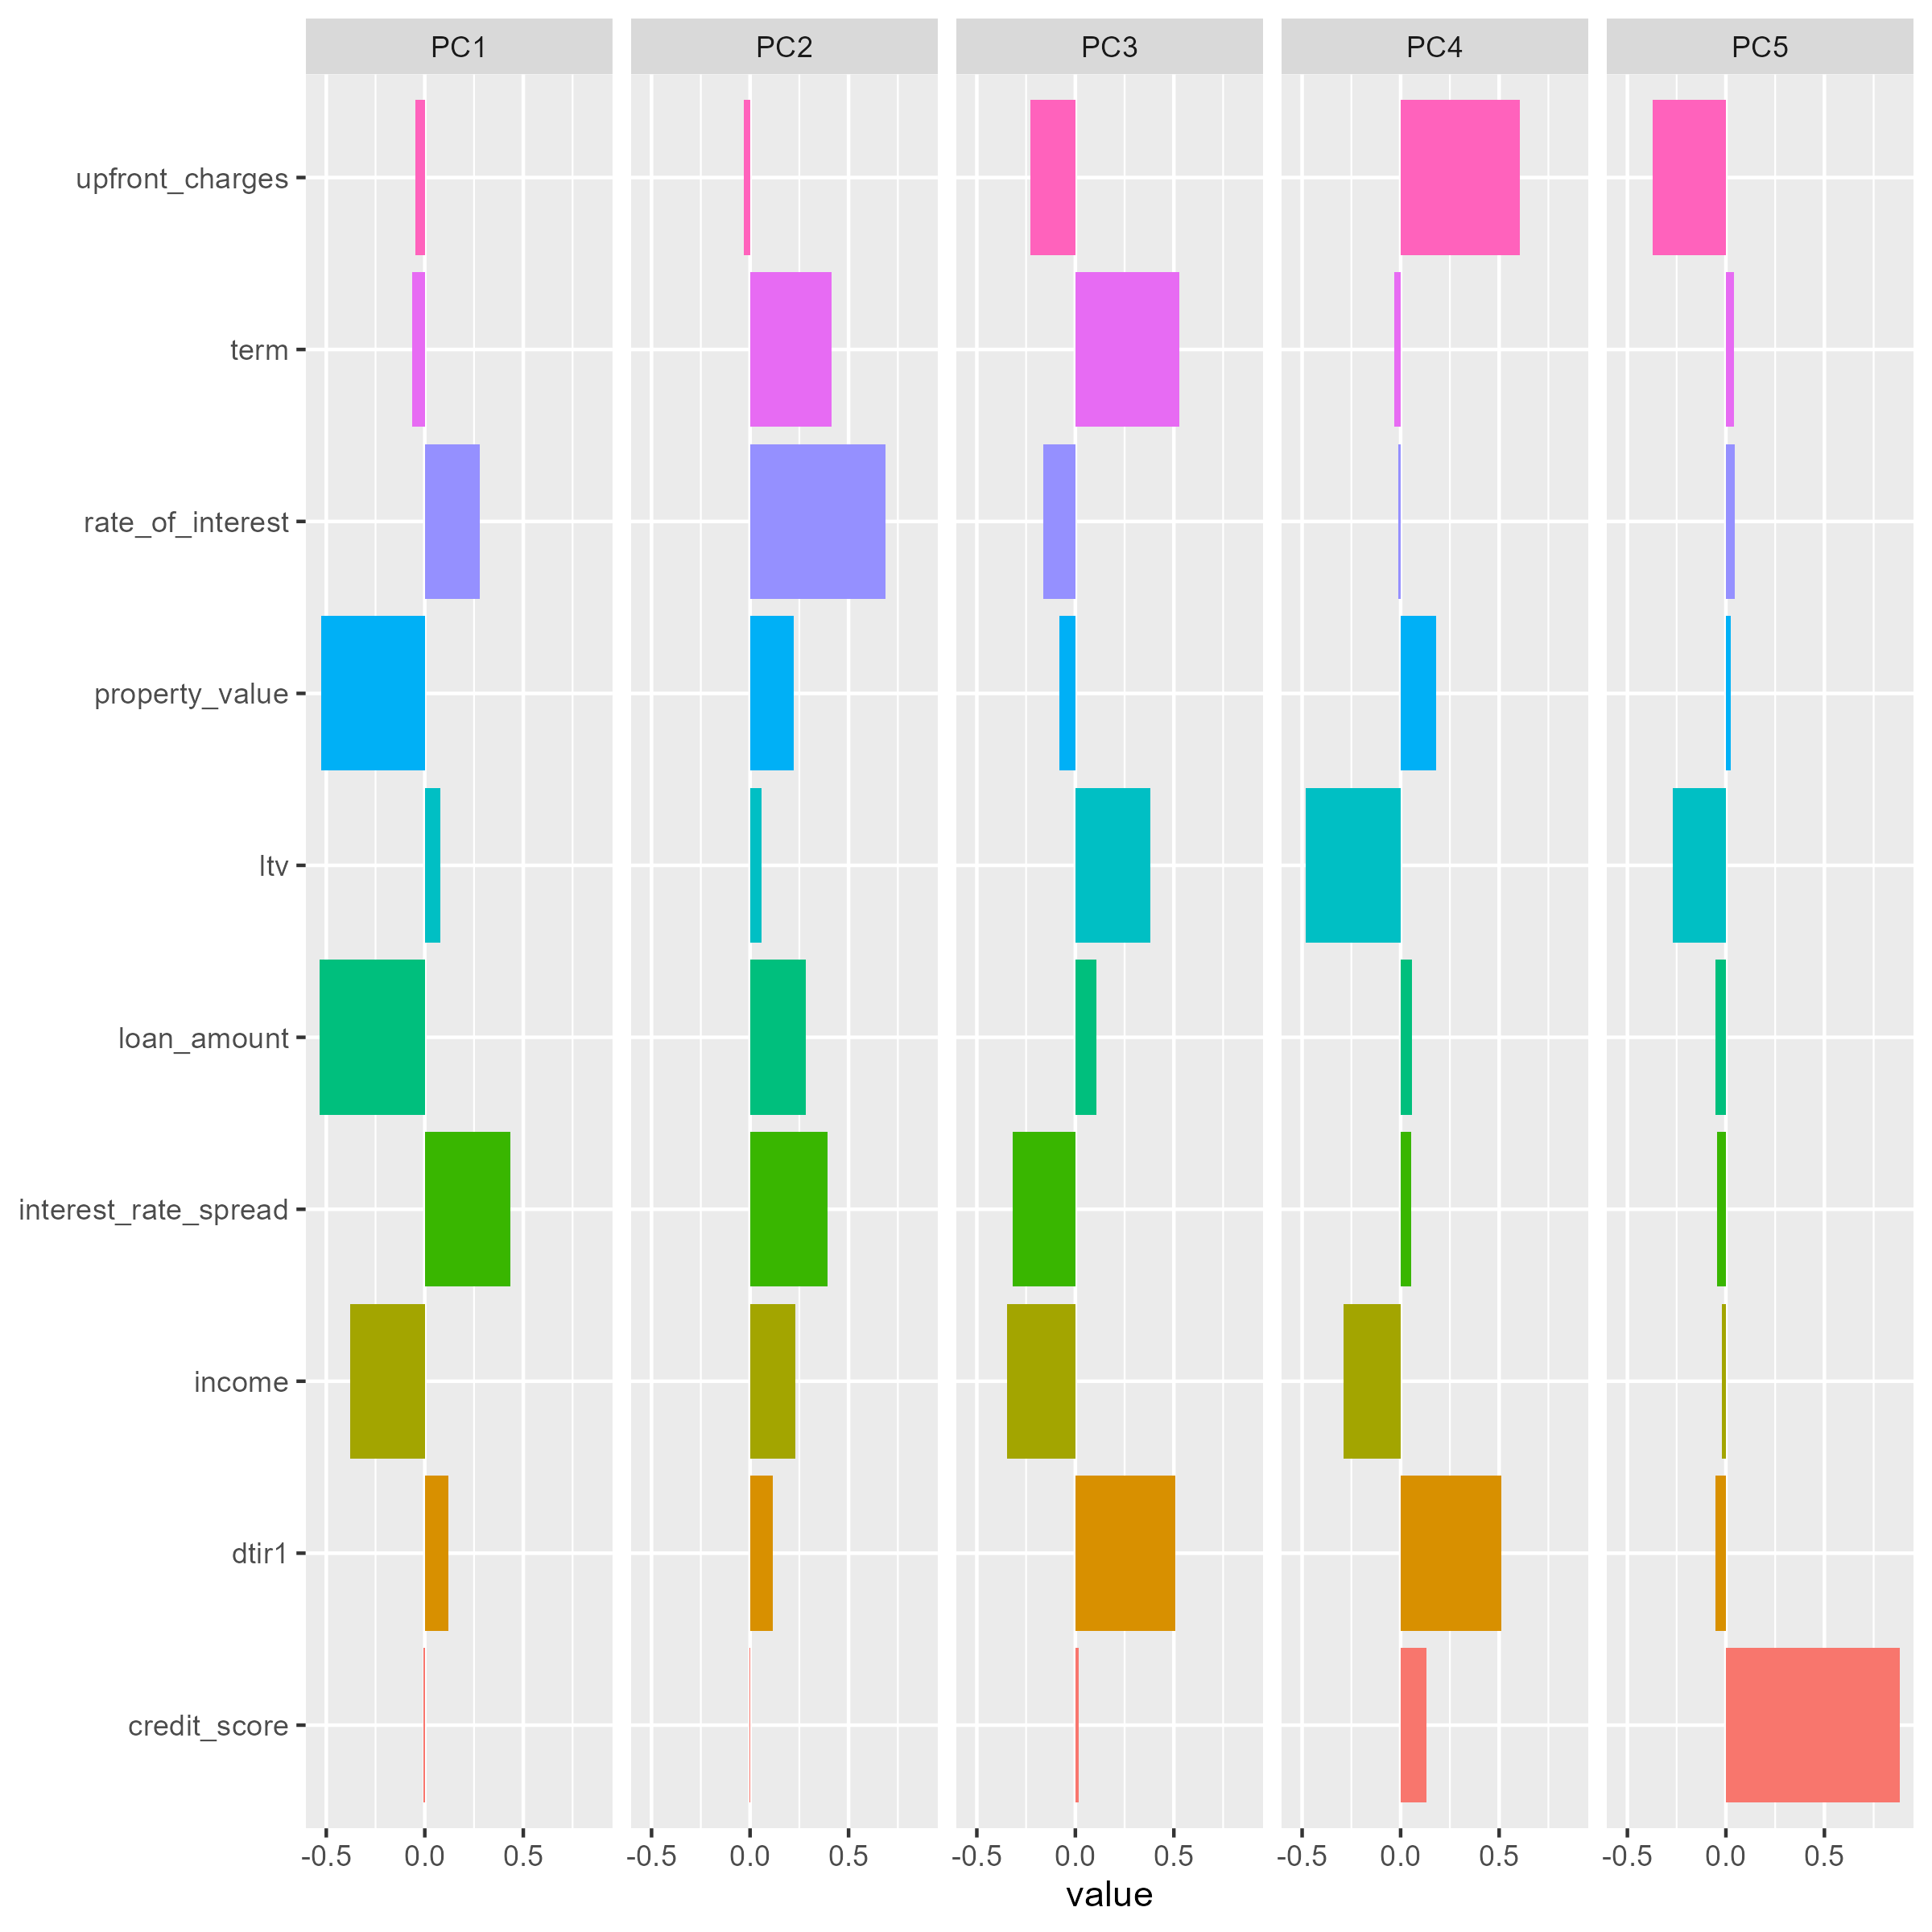 PC1 PC2 PC3 PC4 PC5
upfront_charges
term
rate_of_interest
property_value
ltv
loan_amount
interest_rate_spread
income
dtir1
credit_score
-0.5 0.0 0.5 -0.5 0.0 0.5 -0.5 0.0 0.5 -0.5 0.0 0.5 -0.5 0.0 0.5
value